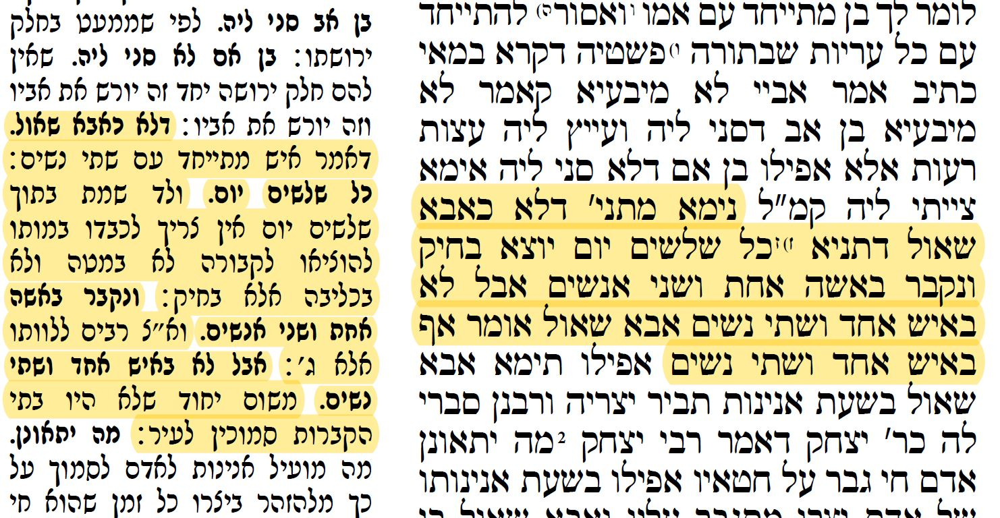 לומר לך בן מתייחד עם אמו ׳ואסור ה) להתייחד
עם כל עריות שבתורה ו) פשטיה דקרא במאי
כתיב אמר אביי לא מיבעיא קאמר לא
מיבעיא בן אב דסני ליה ועייץ ליה עצות
רעות אלא אפילו בן אם דלא סני ליה אימא
צייתי ליה קמ״ל נימא מתני׳ דלא כאבא
שאול דתניא ז) ז כל שלשים יום יוצא בחיק
ונקבר באשה אחת ושני אנשים אבל לא
באיש אחד ושתי נשים אבא שאול אומר אף
באיש אחד ושתי נשים אפילו תימא אבא
שאול בשעת אנינות תביר יצריה ורבנן סברי
לה כר׳ יצחק דאמר רבי יצחק 2 מה יתאונן
אדם חי גבר על חטאיו אפילו בשעת אנינותו
בן אב סני ליה. לפי שממעט בחלק
ירושתו: בן אם לא סני ליה. שאין
להם חלק ירושה יחד זה יורש את אביו
וזה יורש את אביו: דלא כאבא שאול.
דאמר איש מתייחד עם שתי נשים:
כל שלשים יום. ולד שמת בתוך
שלשים יום אין צריך לכבדו במותו
להוציאו לקבורה לא במטה ולא
בכליבה אלא בחיק: ונקבר באשה
אחת ושני אנשים. וא״צ רבים ללוותו
אלא ג׳: אבל לא באיש אחד ושתי
נשים. משום יחוד שלא היו בתי
הקברות סמוכין לעיר: מה יתאונן.
מה מועיל אנינות לאדם לסמוך על
כך מלהזהר ביצרו כל זמן שהוא חי